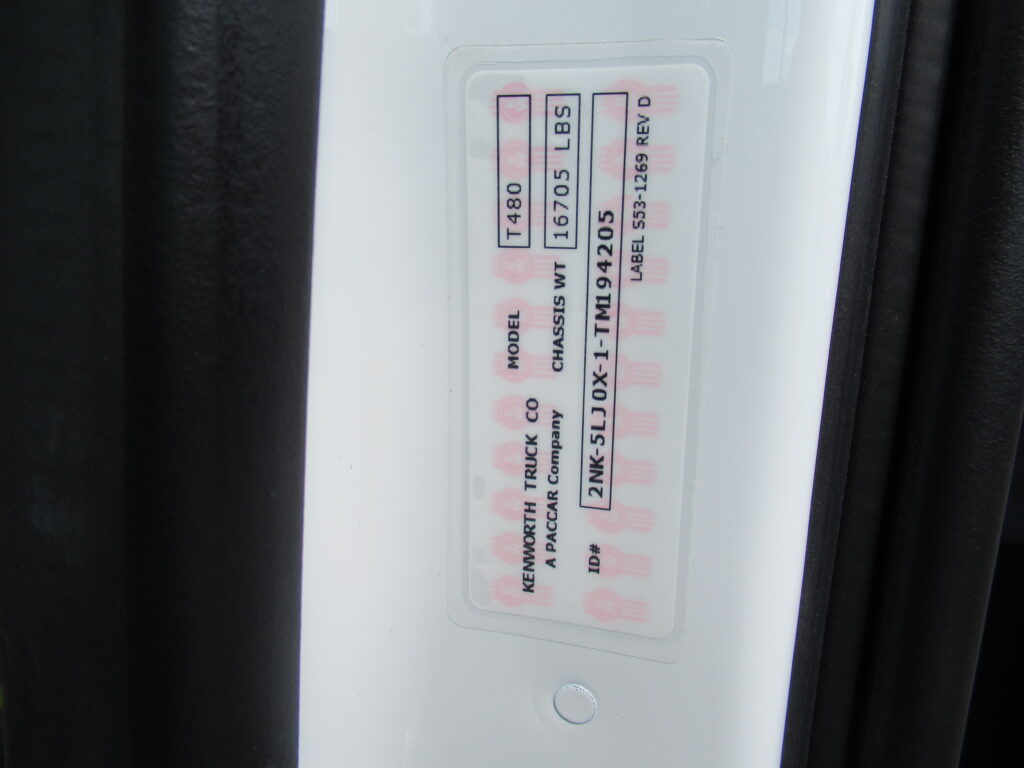 KENWORTH TRUCK CO MODEL T480
A PACCAR Company CHASSIS WT 16705 LBS
ID# 2NK-5LJ0X-1-TM194205
LABEL S53-1269 REV D